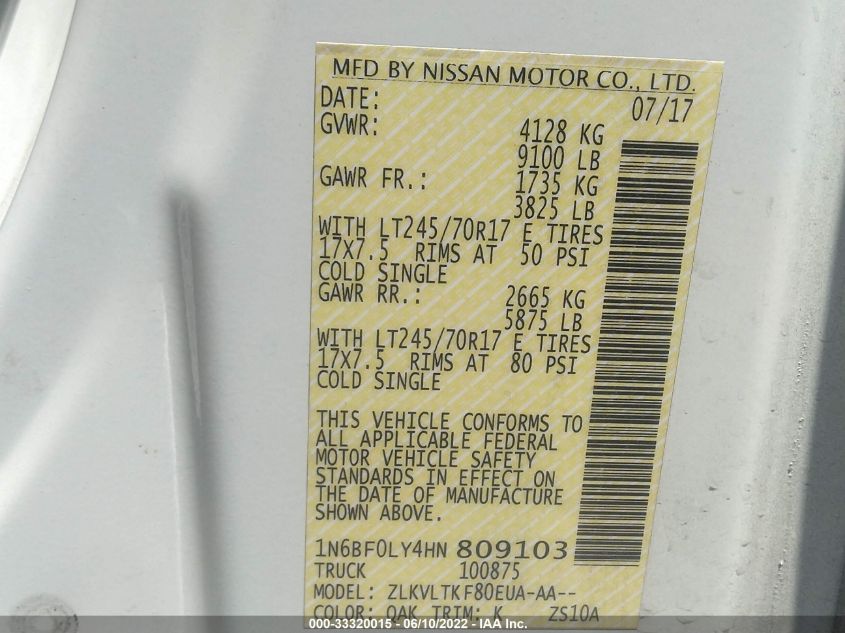 MFD BY NISSAN MOTOR CO., LTD.
DATE: 07/17
GVWR: 4128 KG
9100 LB
GAWR FR.: 1735 KG
3825 LB
WITH LT245/70R17 E TIRES
17X7.5 RIMS AT 50 PSI
COLD SINGLE
GAWR RR.: 2665 KG
5875 LB
WITH LT245/70R17 E TIRES
17X7.5 RIMS AT 80 PSI
COLD SINGLE
THIS VEHICLE CONFORMS TO
ALL APPLICABLE FEDERAL
MOTOR VEHICLE SAFETY
STANDARDS IN EFFECT ON
THE DATE OF MANUFACTURE
SHOWN ABOVE.
1N6BF0LY4HN 809103
TRUCK 100875
MODEL: ZLKVLTKF80EUA-AA--
COLOR: QAK TRIM: K ZS10A
000-33320015 - 06/10/2022 - IAA Inc.